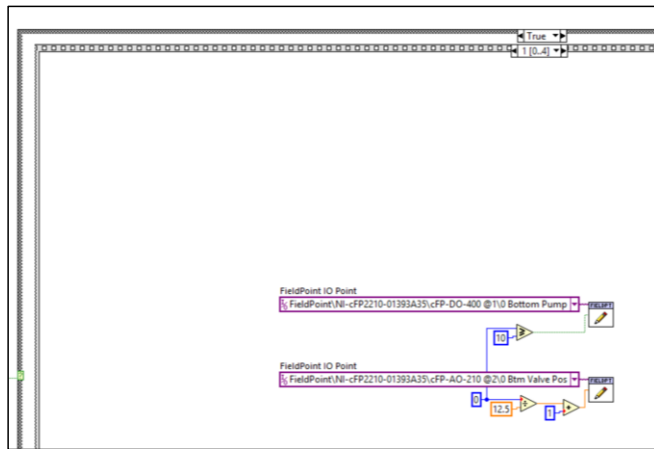 True
1 [0..4]
FieldPoint IO Point
FieldPoint\NI-cFP2210-01393A35\cFP-DO-400 @1\0 Bottom Pump
FIELDPT
10
FieldPoint IO Point
FieldPoint\NI-cFP2210-01393A35\cFP-AO-210 @2\0 Btm Valve Pos
FIELDPT
0
12.5
1